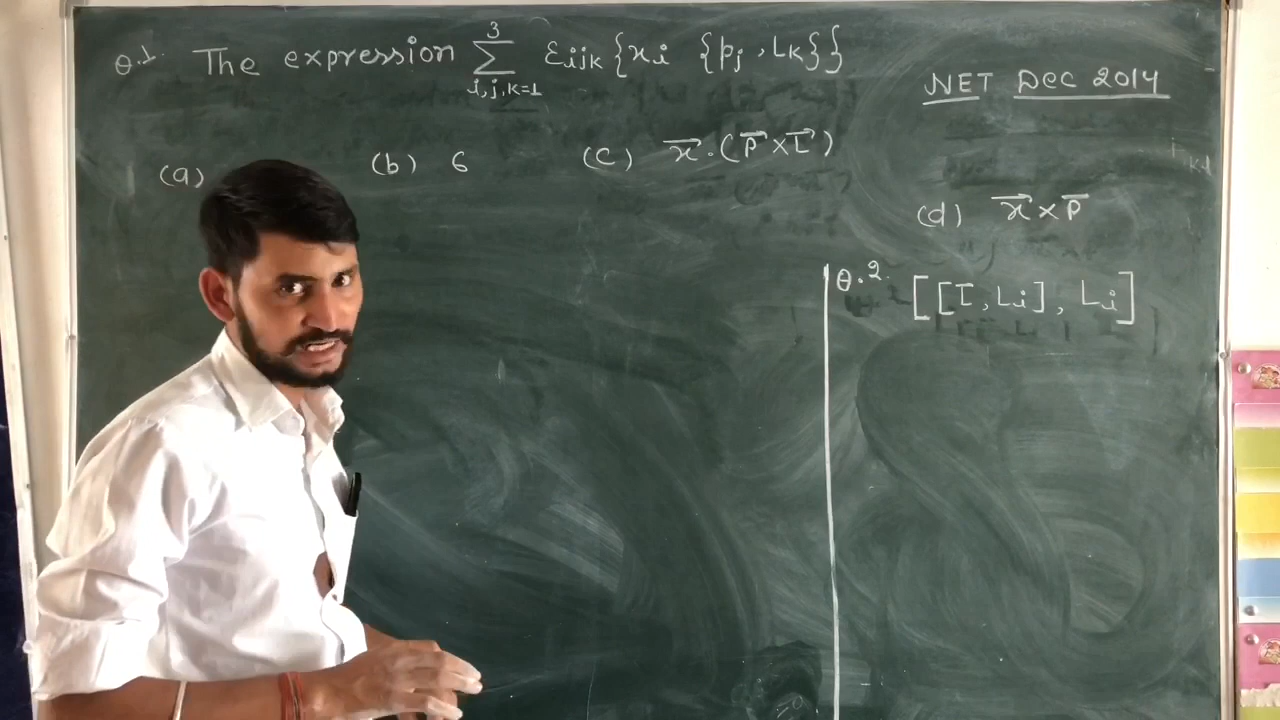 Q.1. The expression 3 ∑ i,j,k=1 εijk {xi {pj, Lk}}
NET Dec 2014
(a) (b) 6 (c) x⃗.(P⃗×L⃗)
(d) x⃗×P⃗
Q.2. [[I, Li], Li]